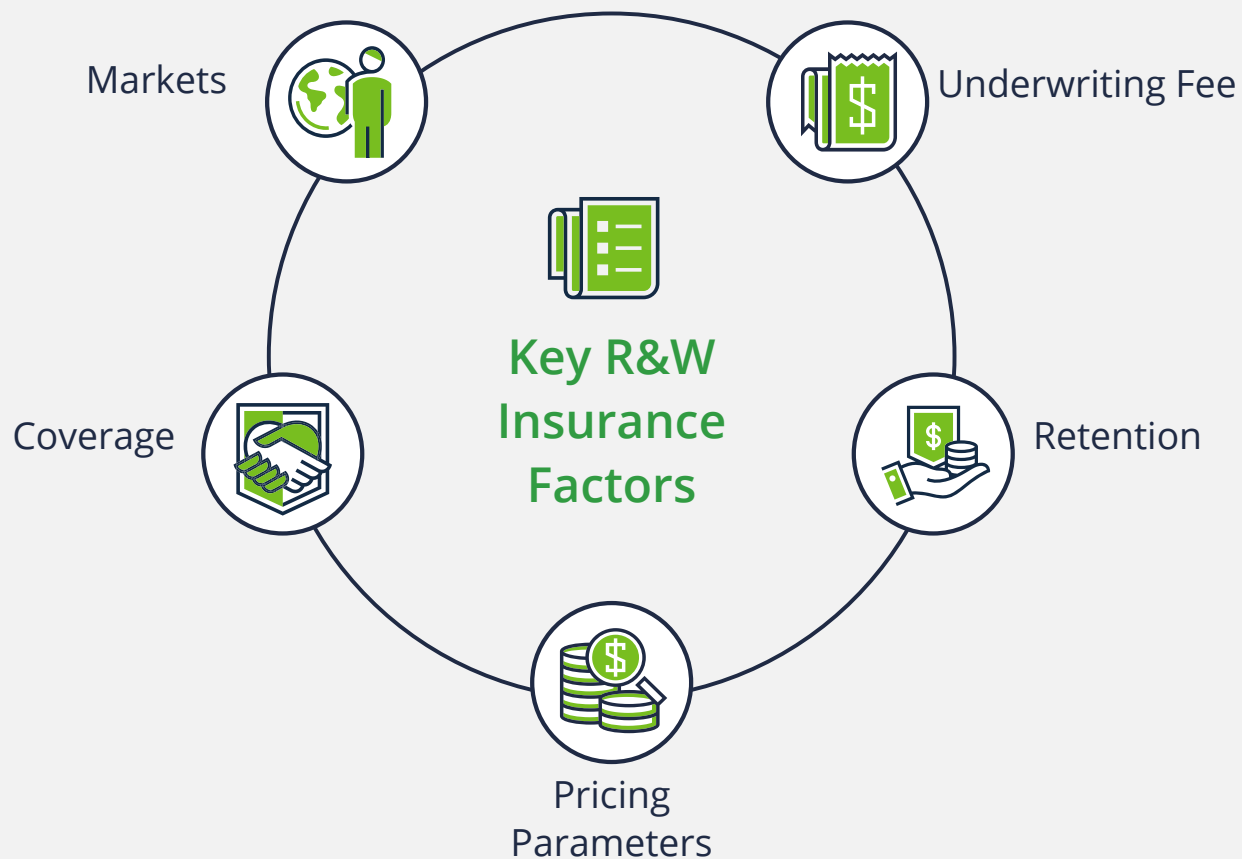 Markets
Underwriting Fee
Key R&W
Insurance
Factors
Coverage
Retention
Pricing
Parameters